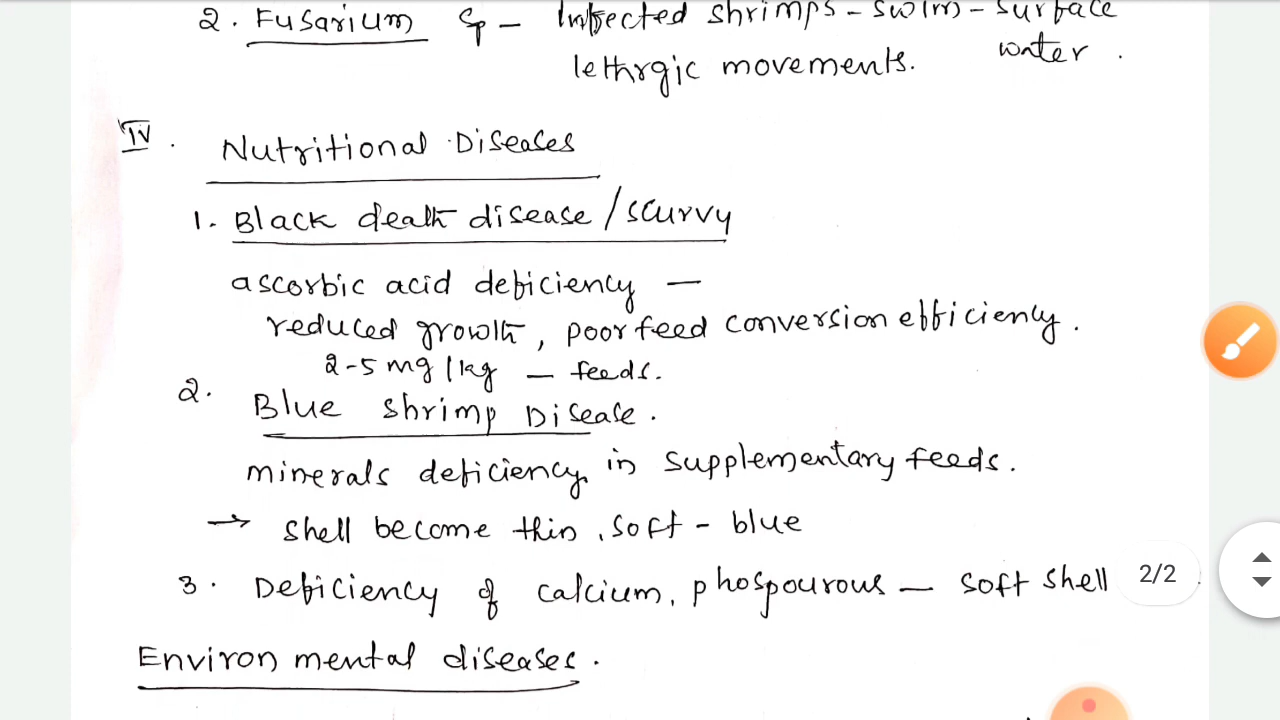 2. Fusarium Sp - Infected shrimps - swim - surface
water.
lethrgic movements.
IV. Nutritional Diseases
1. Black death disease / scurvy
ascorbic acid deficiency -
reduced growth, poor feed conversion efficiency.
2-5 mg/kg - feeds.
2. Blue shrimp Disease.
minerals deficiency in supplementary feeds.
→ shell become thin, soft - blue
3. Deficiency of calcium, phospourous - soft shell
2/2
Environmental diseases.